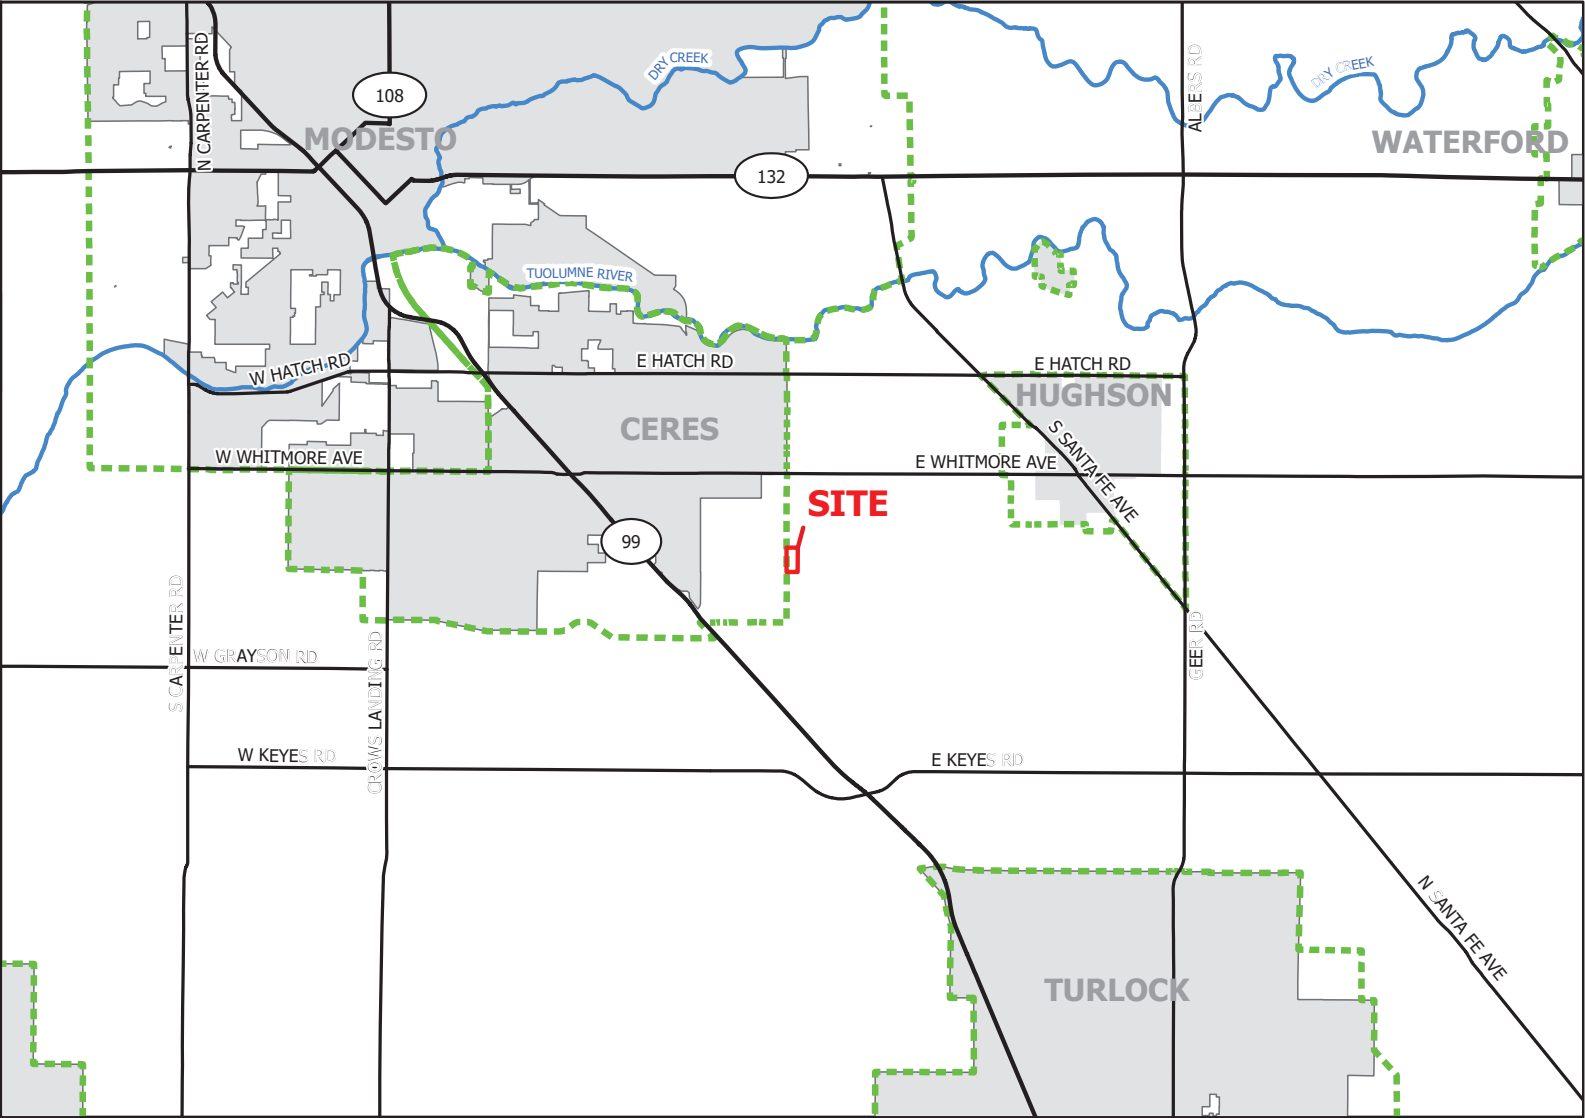 N CARPENTER RD
108
MODESTO
DRY CREEK
132
ALBERS RD
DRY CREEK
WATERFORD
TUOLUMNE RIVER
W HATCH RD
E HATCH RD
E HATCH RD
HUGHSON
CERES
S SANTA FE AVE
W WHITMORE AVE
E WHITMORE AVE
SITE
99
S CARPENTER RD
W GRAYSON RD
CROWS LANDING RD
GEER RD
W KEYES RD
E KEYES RD
N SANTA FE AVE
TURLOCK